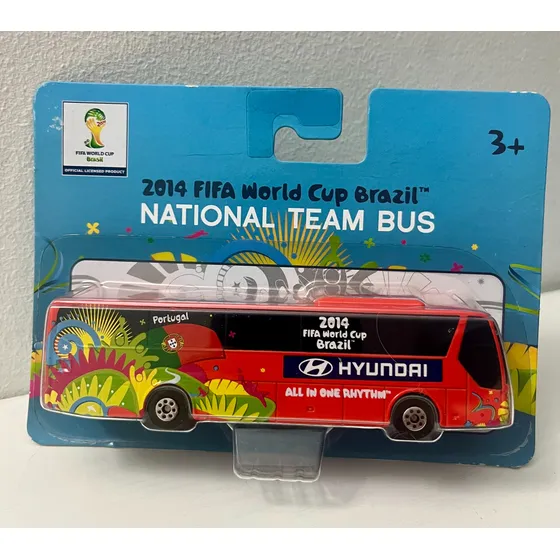 FIFA WORLD CUP
Brasil
OFFICIAL LICENSED PRODUCT
3+
2014 FIFA World Cup Brazil™
NATIONAL TEAM BUS
Portugal
2014
FIFA World Cup
Brazil™
HYUNDAI
ALL IN ONE RHYTHM™